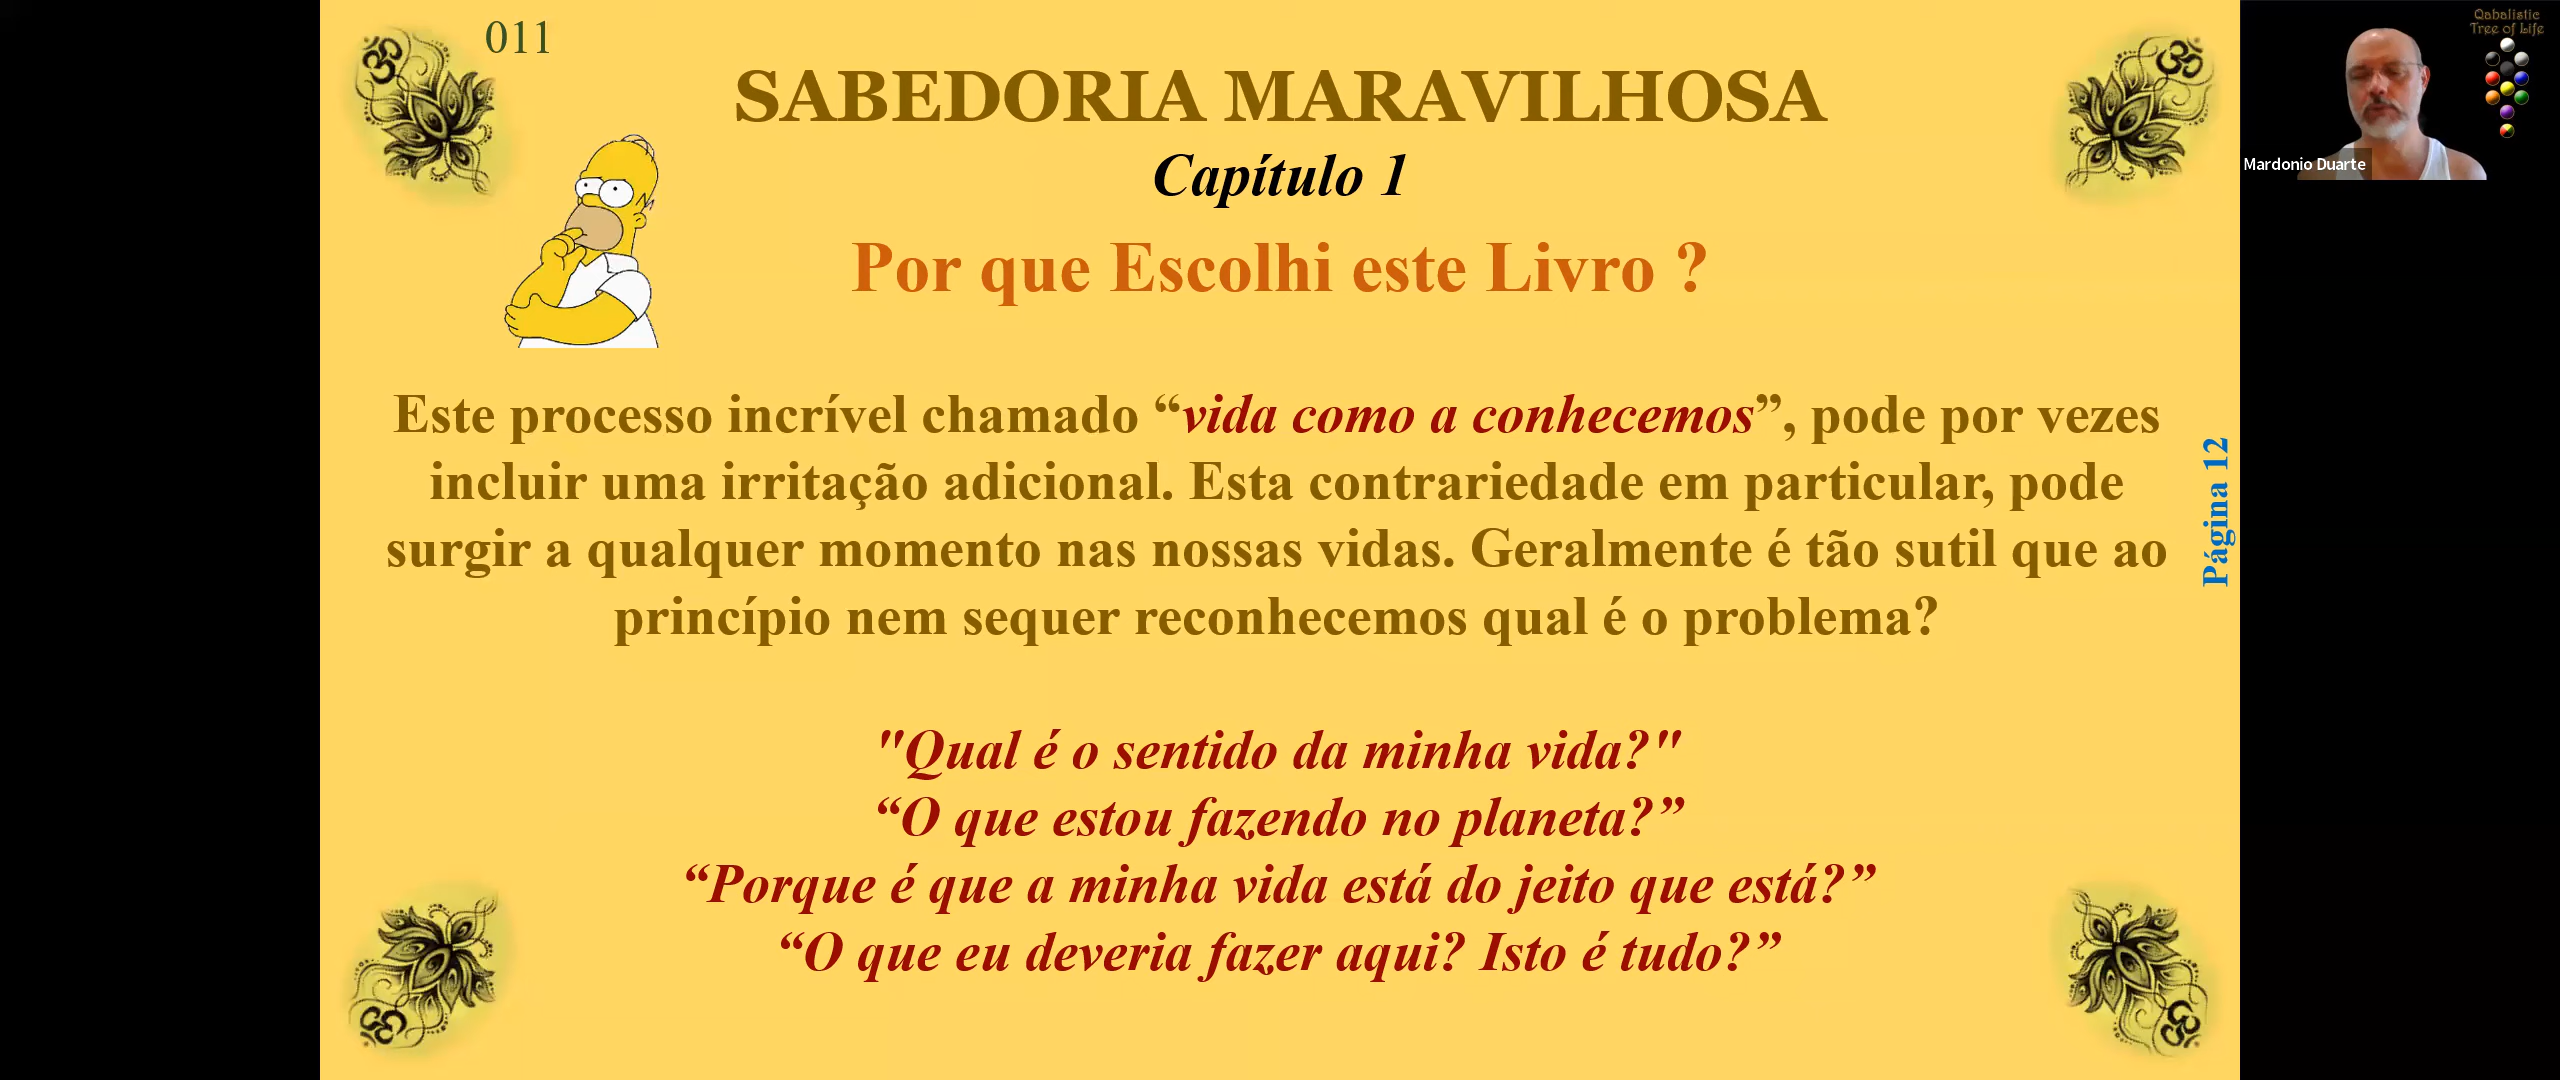 011
SABEDORIA MARAVILHOSA
Capítulo 1
Por que Escolhi este Livro ?
Este processo incrível chamado “vida como a conhecemos”, pode por vezes
incluir uma irritação adicional. Esta contrariedade em particular, pode
surgir a qualquer momento nas nossas vidas. Geralmente é tão sutil que ao
princípio nem sequer reconhecemos qual é o problema?
Página 12
"Qual é o sentido da minha vida?"
“O que estou fazendo no planeta?”
“Porque é que a minha vida está do jeito que está?”
“O que eu deveria fazer aqui? Isto é tudo?”
Qabalistic
Tree of Life
Mardonio Duarte